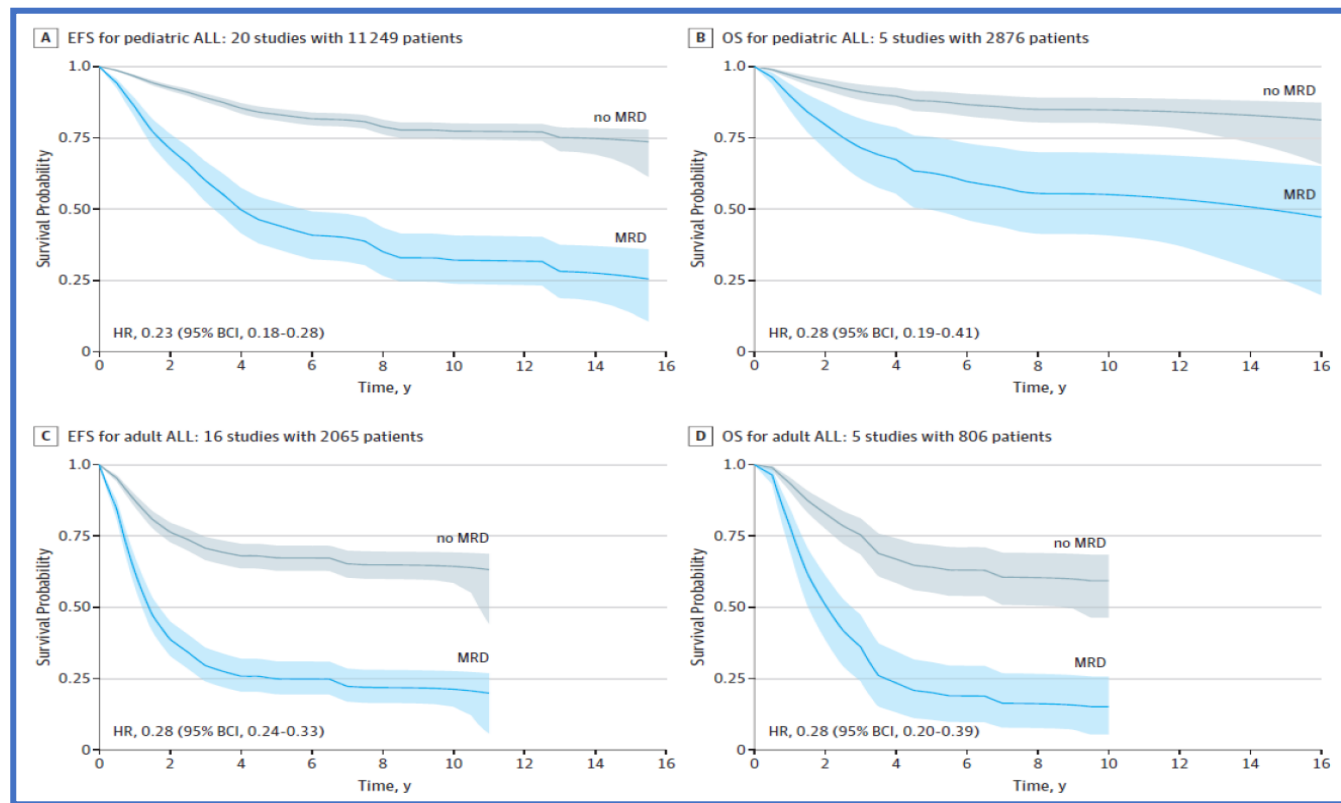 A EFS for pediatric ALL: 20 studies with 11249 patients
1.0
0.75
0.50
0.25
0
Survival Probability
no MRD
MRD
HR, 0.23 (95% BCI, 0.18-0.28)
0 2 4 6 8 10 12 14 16
Time, y
B OS for pediatric ALL: 5 studies with 2876 patients
1.0
0.75
0.50
0.25
0
Survival Probability
no MRD
MRD
HR, 0.28 (95% BCI, 0.19-0.41)
0 2 4 6 8 10 12 14 16
Time, y
C EFS for adult ALL: 16 studies with 2065 patients
1.0
0.75
0.50
0.25
0
Survival Probability
no MRD
MRD
HR, 0.28 (95% BCI, 0.24-0.33)
0 2 4 6 8 10 12 14 16
Time, y
D OS for adult ALL: 5 studies with 806 patients
1.0
0.75
0.50
0.25
0
Survival Probability
no MRD
MRD
HR, 0.28 (95% BCI, 0.20-0.39)
0 2 4 6 8 10 12 14 16
Time, y